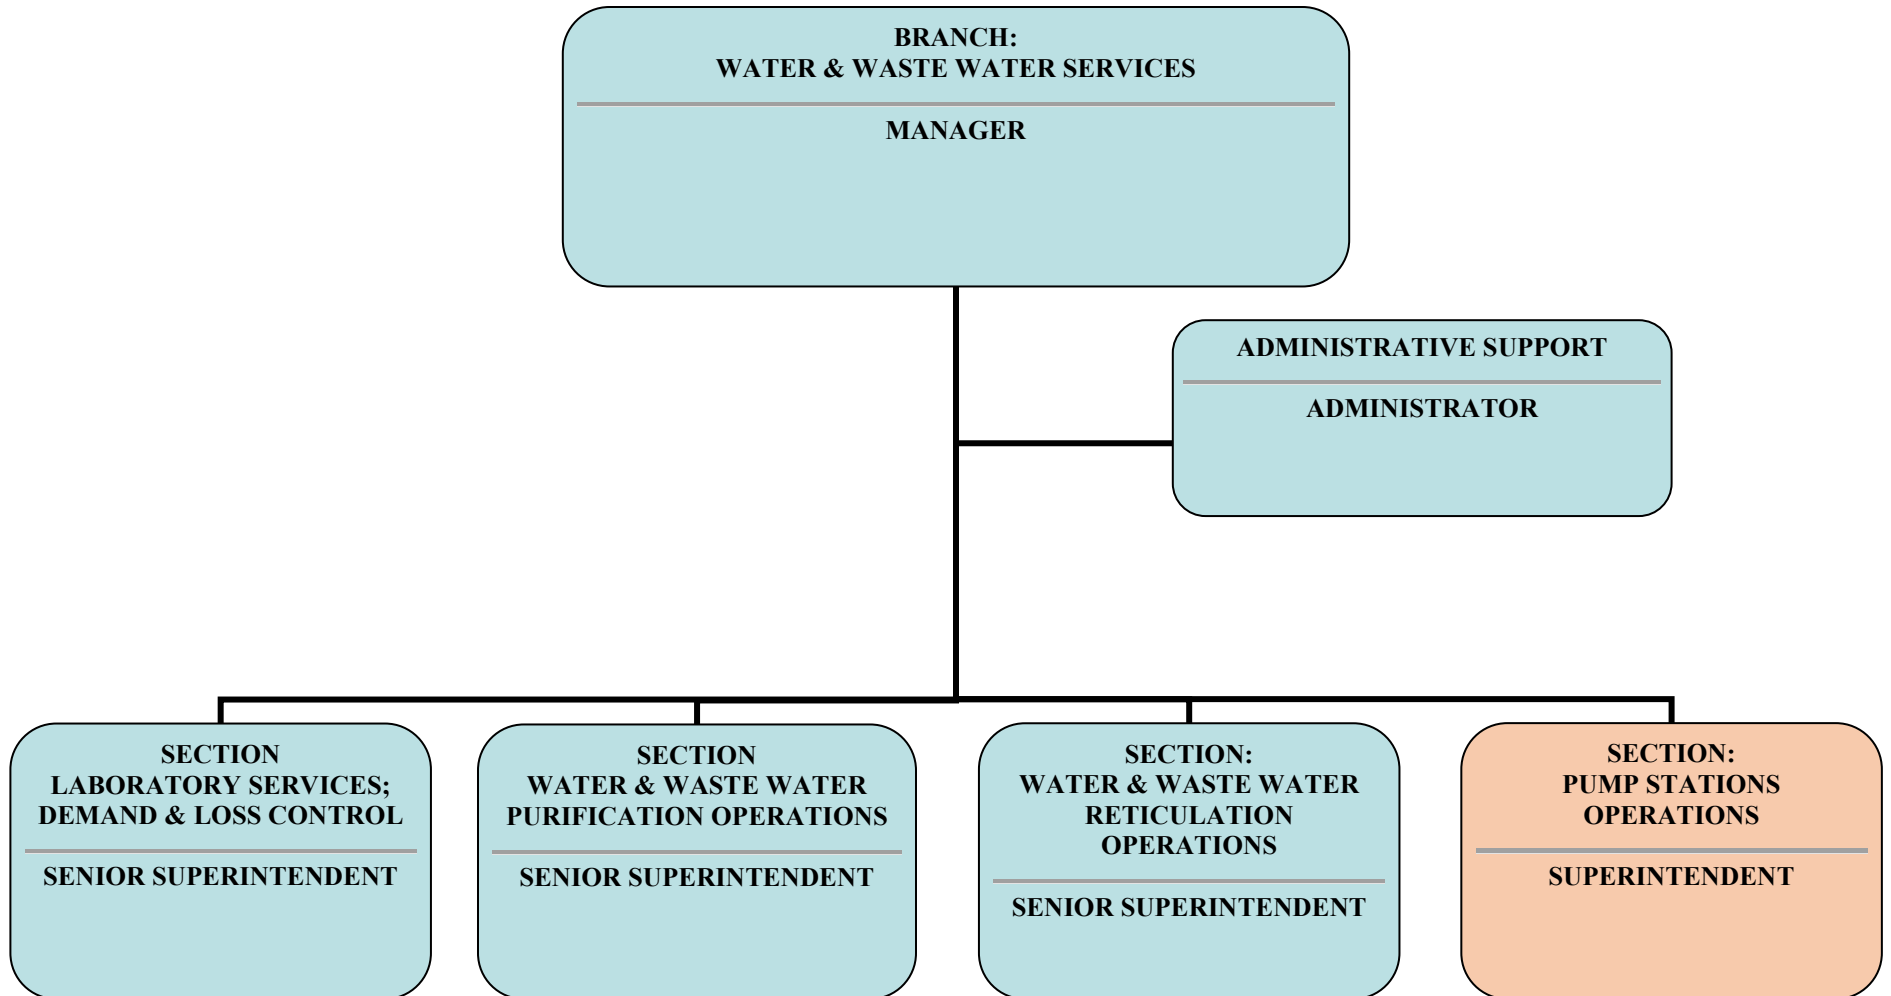 BRANCH:
WATER & WASTE WATER SERVICES
MANAGER
ADMINISTRATIVE SUPPORT
ADMINISTRATOR
SECTION
LABORATORY SERVICES;
DEMAND & LOSS CONTROL
SENIOR SUPERINTENDENT
SECTION
WATER & WASTE WATER
PURIFICATION OPERATIONS
SENIOR SUPERINTENDENT
SECTION:
WATER & WASTE WATER
RETICULATION
OPERATIONS
SENIOR SUPERINTENDENT
SECTION:
PUMP STATIONS
OPERATIONS
SUPERINTENDENT